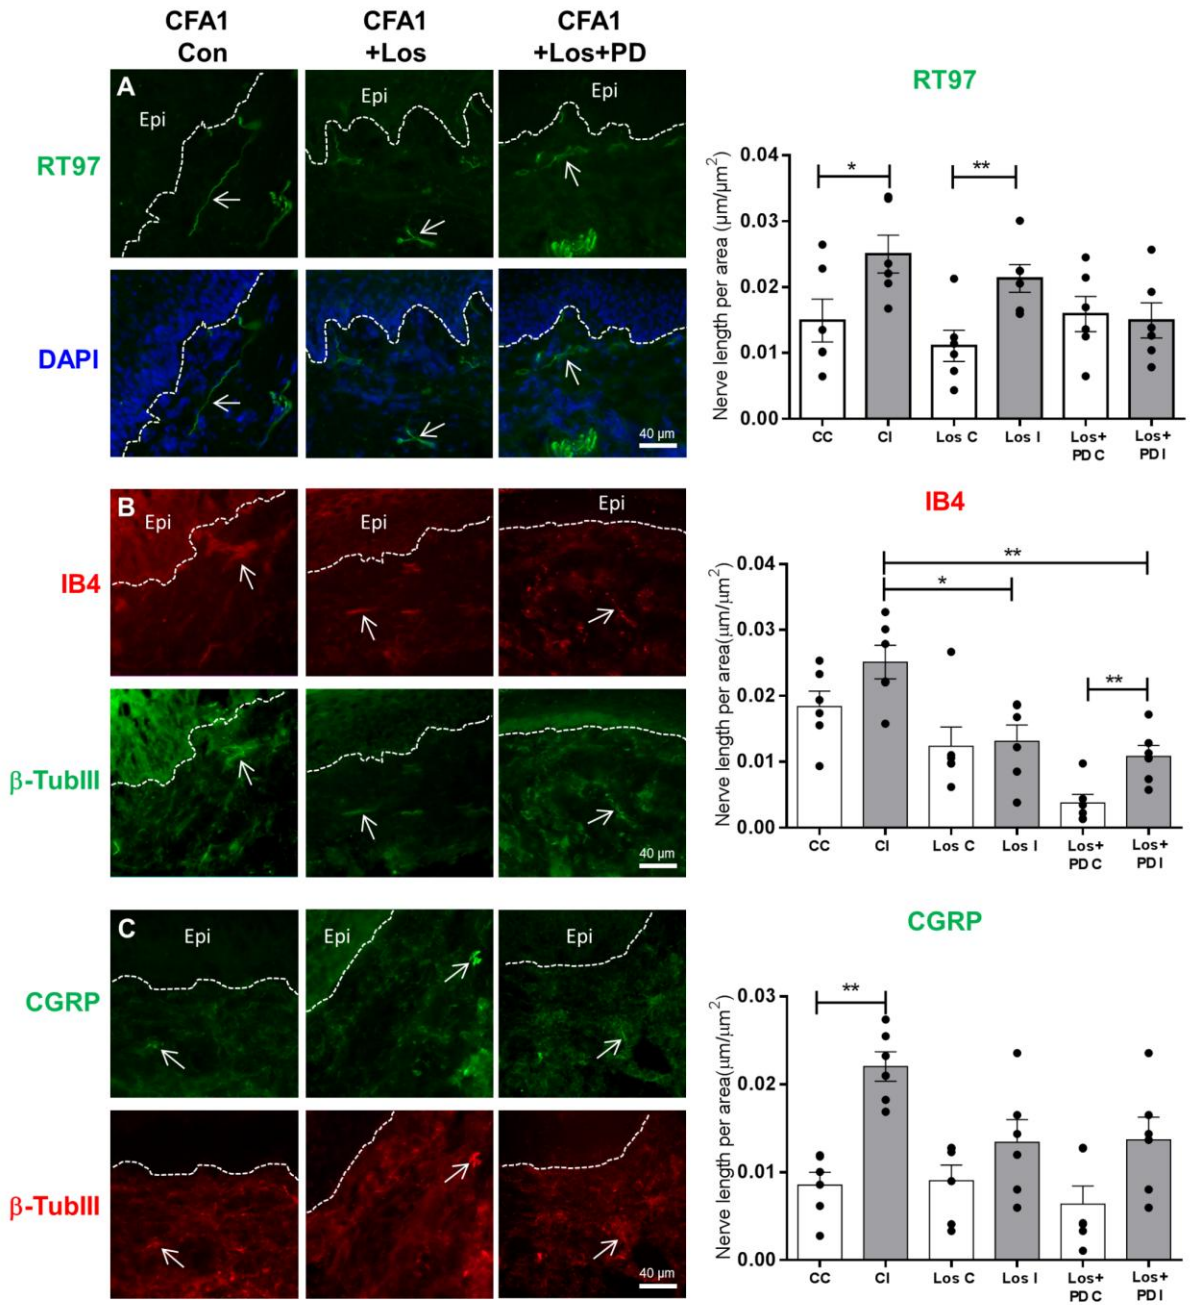 CFA1
Con
CFA1
+Los
CFA1
+Los+PD
A
Epi
Epi
Epi
RT97
DAPI
40 μm
RT97
Nerve length per area (μm/μm²)
0.04
0.03
0.02
0.01
0.00
*
**
CC
CI
Los C
Los I
Los+
PD C
Los+
PD I
B
Epi
Epi
Epi
IB4
β-TubIII
40 μm
IB4
Nerve length per area(μm/μm²)
0.04
0.03
0.02
0.01
0.00
**
*
**
CC
CI
Los C
Los I
Los+
PD C
Los+
PD I
C
Epi
Epi
Epi
CGRP
β-TubIII
40 μm
CGRP
Nerve length per area(μm/μm²)
0.03
0.02
0.01
0.00
**
CC
CI
Los C
Los I
Los+
PD C
Los+
PD I